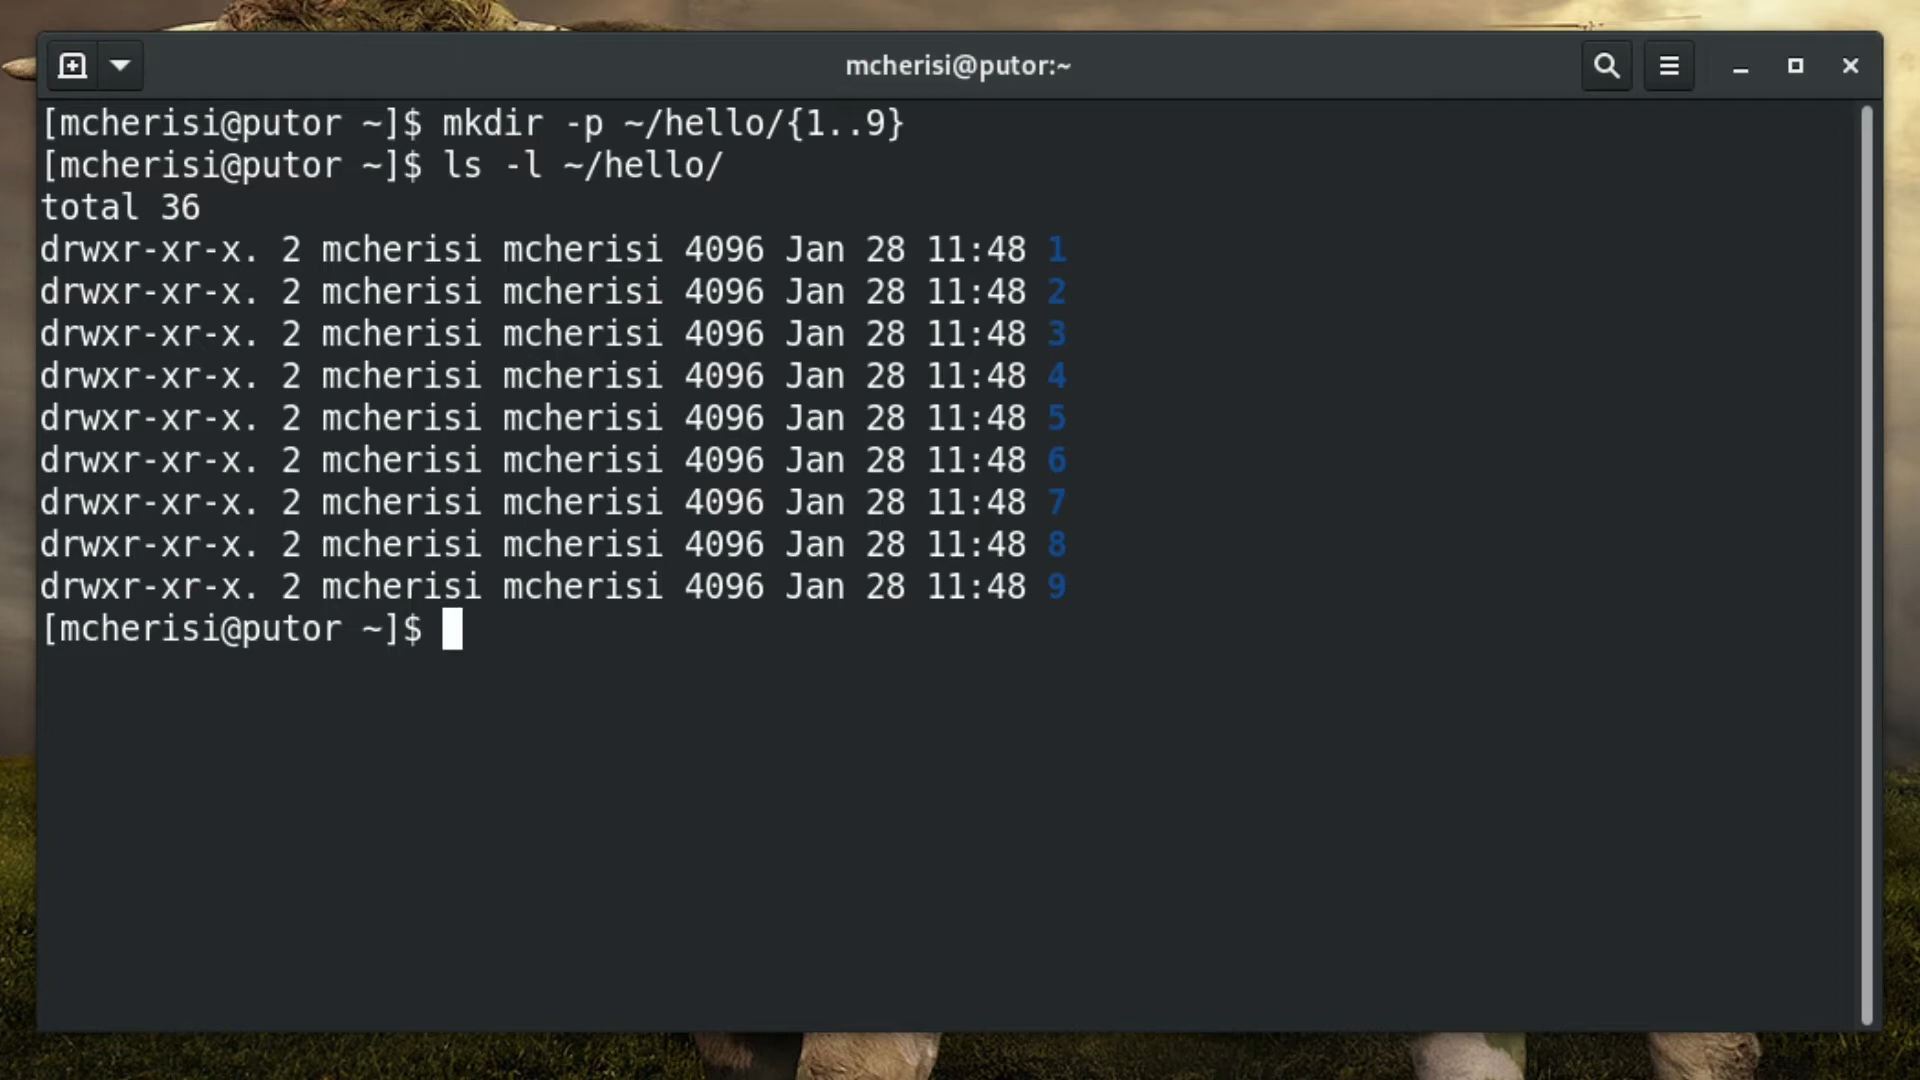 mcherisi@putor:~
[mcherisi@putor ~]$ mkdir -p ~/hello/{1..9}
[mcherisi@putor ~]$ ls -l ~/hello/
total 36
drwxr-xr-x. 2 mcherisi mcherisi 4096 Jan 28 11:48 1
drwxr-xr-x. 2 mcherisi mcherisi 4096 Jan 28 11:48 2
drwxr-xr-x. 2 mcherisi mcherisi 4096 Jan 28 11:48 3
drwxr-xr-x. 2 mcherisi mcherisi 4096 Jan 28 11:48 4
drwxr-xr-x. 2 mcherisi mcherisi 4096 Jan 28 11:48 5
drwxr-xr-x. 2 mcherisi mcherisi 4096 Jan 28 11:48 6
drwxr-xr-x. 2 mcherisi mcherisi 4096 Jan 28 11:48 7
drwxr-xr-x. 2 mcherisi mcherisi 4096 Jan 28 11:48 8
drwxr-xr-x. 2 mcherisi mcherisi 4096 Jan 28 11:48 9
[mcherisi@putor ~]$